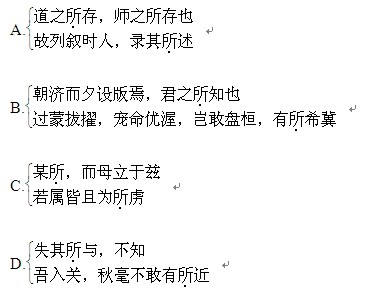 A.
道之所存，师之所存也
故列叙时人，录其所述
B.
朝济而夕设版焉，君之所知也
过蒙拔擢，宠命优渥，岂敢盘桓，有所希冀
C.
某所，而母立于兹
若属皆且为所虏
D.
失其所与，不知
吾入关，秋毫不敢有所近